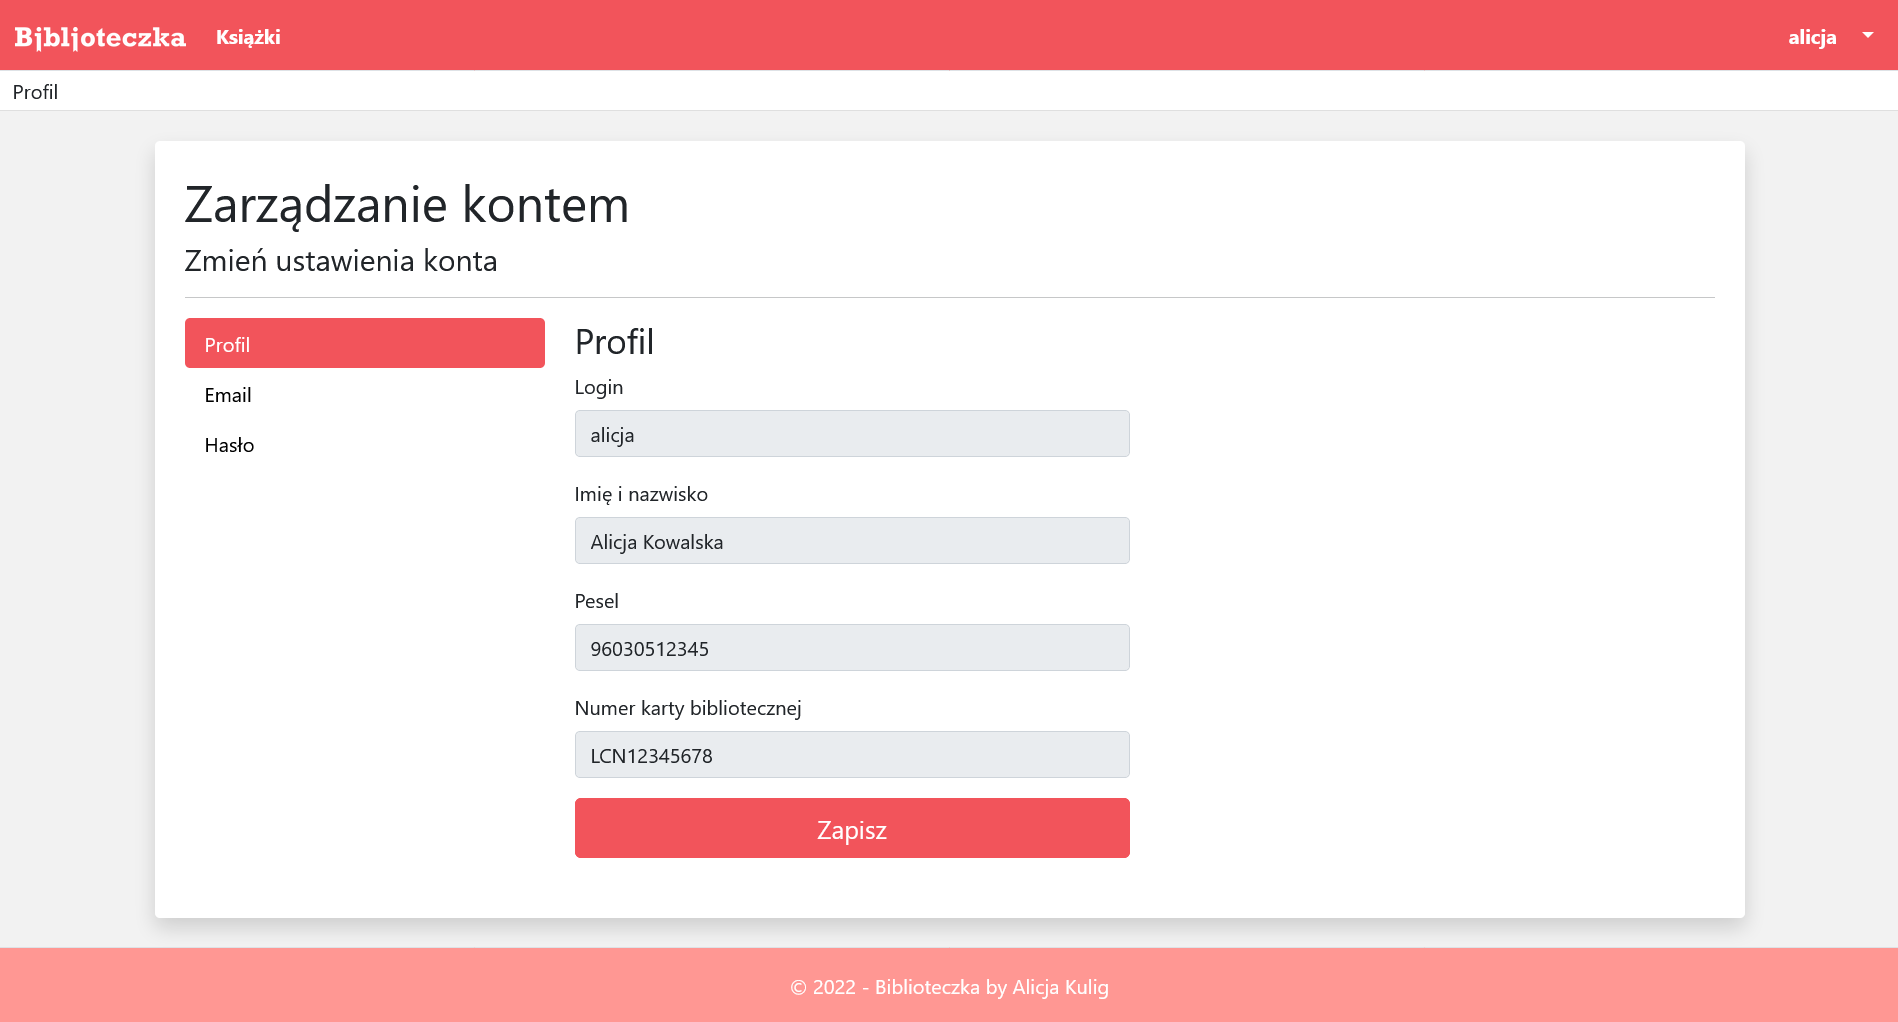 Bjbljoteczka Książki alicja
Profil
Zarządzanie kontem
Zmień ustawienia konta
Profil
Email
Hasło
Profil
Login
alicja
Imię i nazwisko
Alicja Kowalska
Pesel
96030512345
Numer karty bibliotecznej
LCN12345678
Zapisz
© 2022 - Biblioteczka by Alicja Kulig